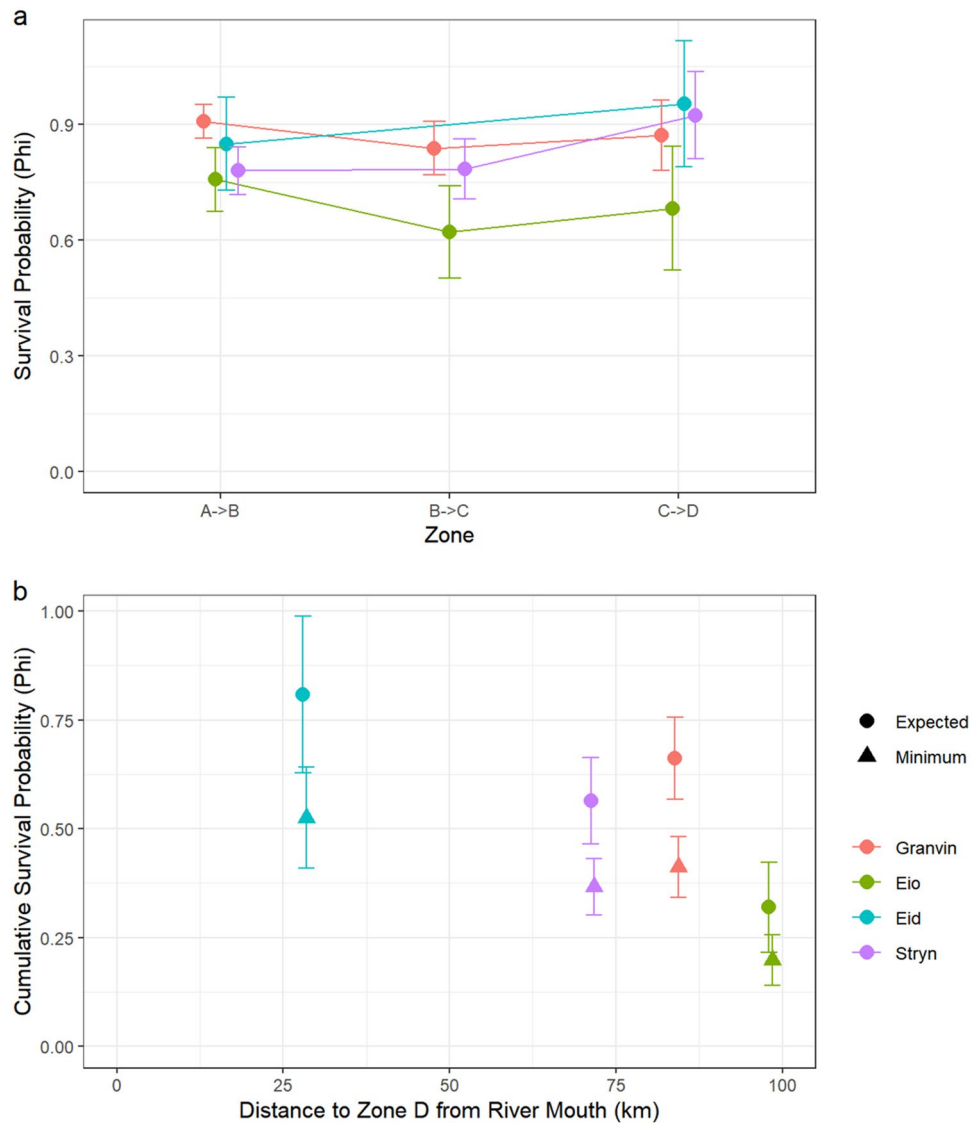 a
Survival Probability (Phi)
0.9
0.6
0.3
0.0
A->B
B->C
C->D
Zone
b
Cumulative Survival Probability (Phi)
1.00
0.75
0.50
0.25
0.00
0
25
50
75
100
Distance to Zone D from River Mouth (km)
Expected
Minimum
Granvin
Eio
Eid
Stryn